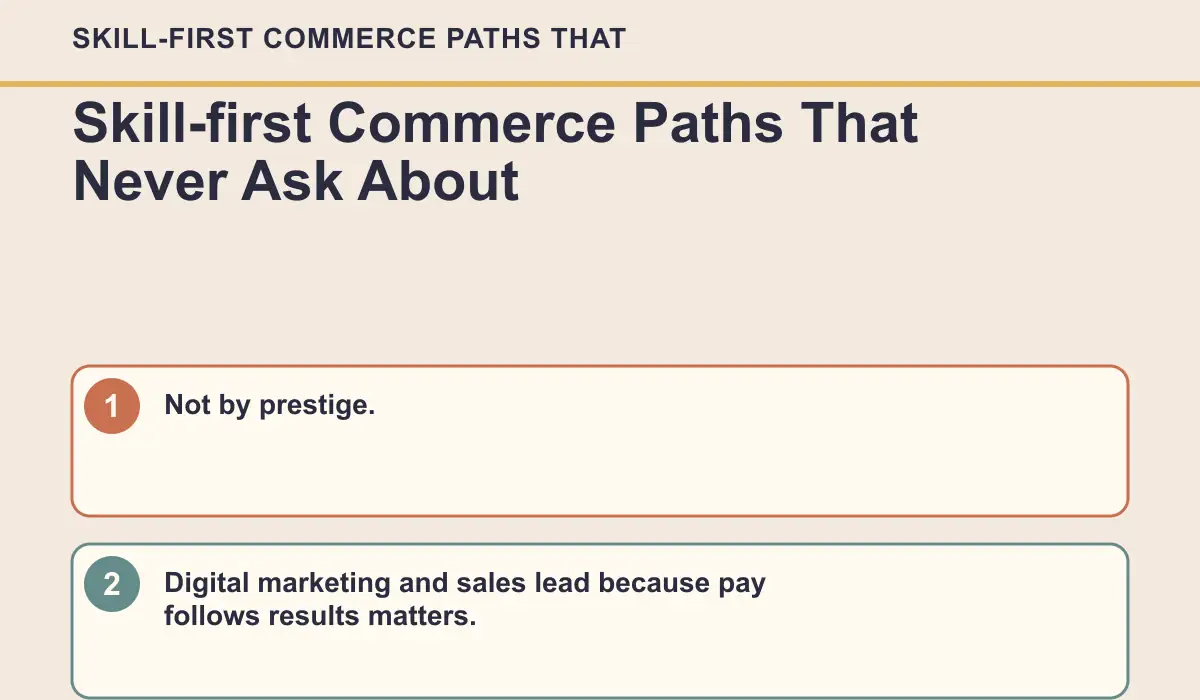 SKILL-FIRST COMMERCE PATHS THAT
Skill-first Commerce Paths That
Never Ask About
1
Not by prestige.
2
Digital marketing and sales lead because pay
follows results matters.